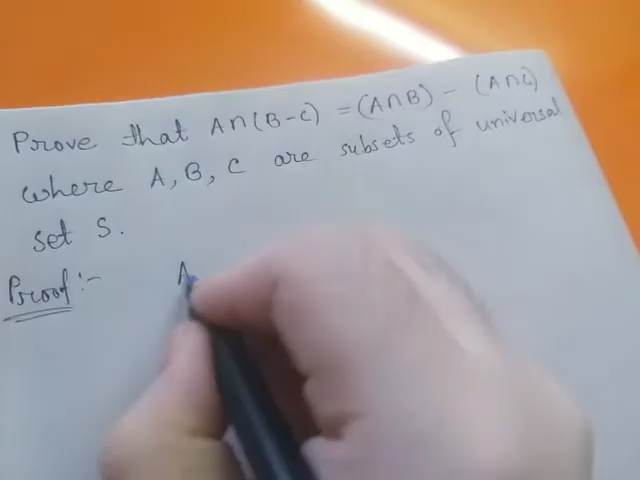 Prove that A∩(B-C) = (A∩B) - (A∩C)
where A, B, C are subsets of universal
set S.
Proof :- A